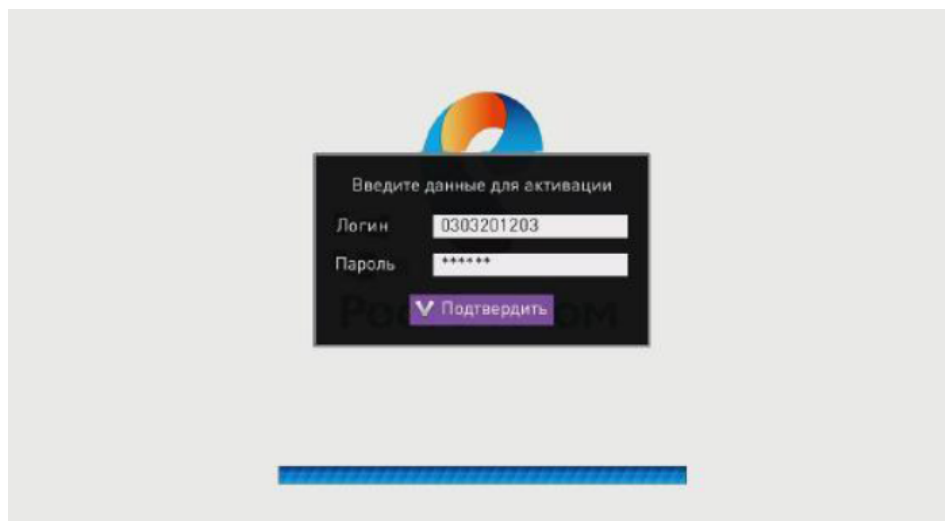 Введите данные для активации
Логин 0303201203
Пароль ******
Подтвердить